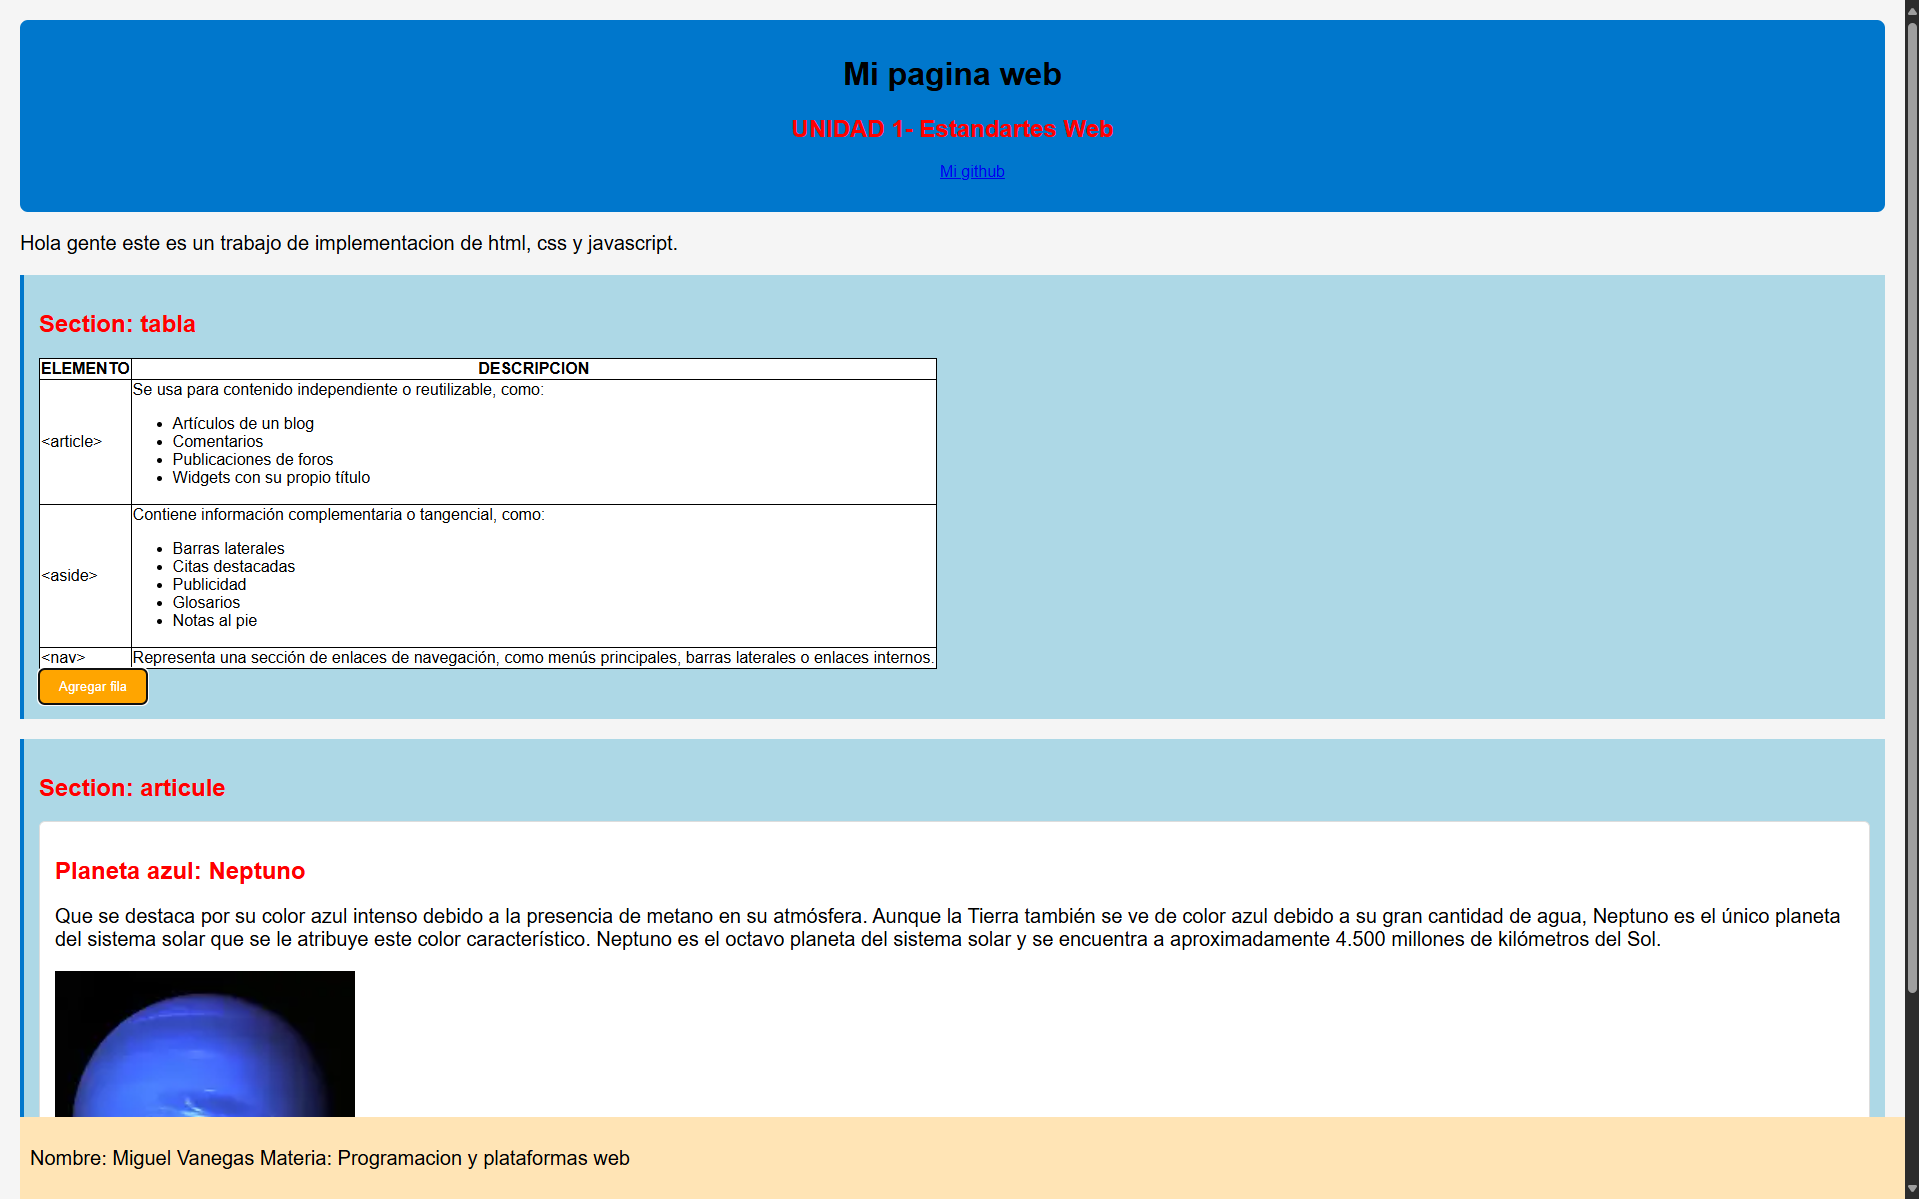 Mi pagina web
UNIDAD 1- Estandartes Web
Mi github
Hola gente este es un trabajo de implementacion de html, css y javascript.
Section: tabla
ELEMENTO DESCRIPCION
<article>
Se usa para contenido independiente o reutilizable, como:
Artículos de un blog
Comentarios
Publicaciones de foros
Widgets con su propio título
<aside>
Contiene información complementaria o tangencial, como:
Barras laterales
Citas destacadas
Publicidad
Glosarios
Notas al pie
<nav> Representa una sección de enlaces de navegación, como menús principales, barras laterales o enlaces internos.
Agregar fila
Section: articule
Planeta azul: Neptuno
Que se destaca por su color azul intenso debido a la presencia de metano en su atmósfera. Aunque la Tierra también se ve de color azul debido a su gran cantidad de agua, Neptuno es el único planeta
del sistema solar que se le atribuye este color característico. Neptuno es el octavo planeta del sistema solar y se encuentra a aproximadamente 4.500 millones de kilómetros del Sol.
Nombre: Miguel Vanegas Materia: Programacion y plataformas web